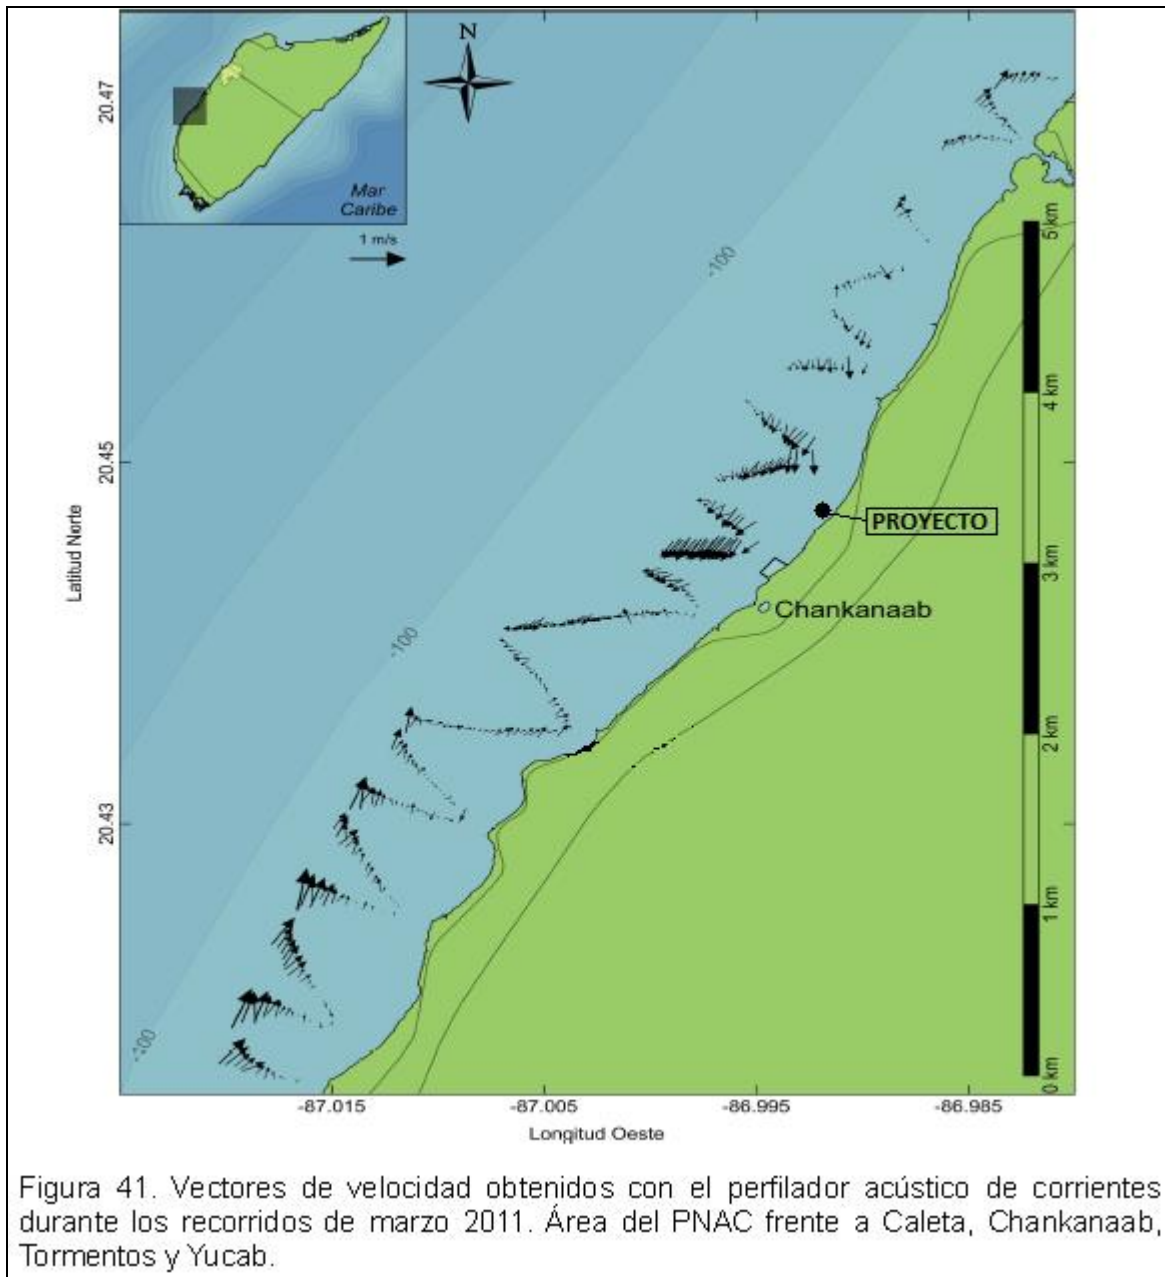 N
Mar
Caribe
1 m/s
20.47
20.45
20.43
Latitud Norte
-100
-100
-100
PROYECTO
Chankanaab
5 km
4 km
3 km
2 km
1 km
0 km
-87.015
-87.005
-86.995
-86.985
Longitud Oeste
Figura 41. Vectores de velocidad obtenidos con el perfilador acústico de corrientes
durante los recorridos de marzo 2011. Área del PNAC frente a Caleta, Chankanaab,
Tormentos y Yucab.